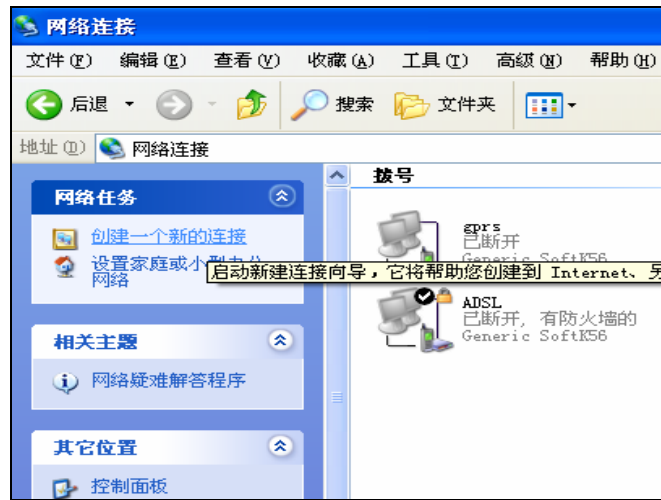 网络连接
文件(F) 编辑(E) 查看(V) 收藏(A) 工具(T) 高级(N) 帮助(H)
后退 搜索 文件夹
地址(D) 网络连接
网络任务
创建一个新的连接
设置家庭或小型办公
网络
启动新建连接向导，它将帮助您创建到 Internet、另
相关主题
网络疑难解答程序
其它位置
控制面板
拨号
gprs
已断开
Generic SoftK56
ADSL
已断开, 有防火墙的
Generic SoftK56